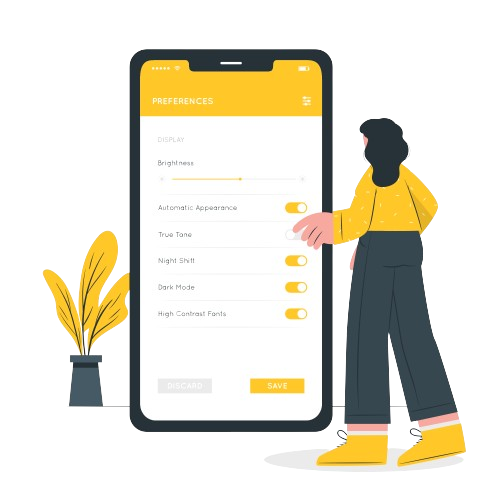 PREFERENCES
DISPLAY
Brightness
Automatic Appearance
True Tone
Night Shift
Dark Mode
High Contrast Fonts
DISCARD SAVE